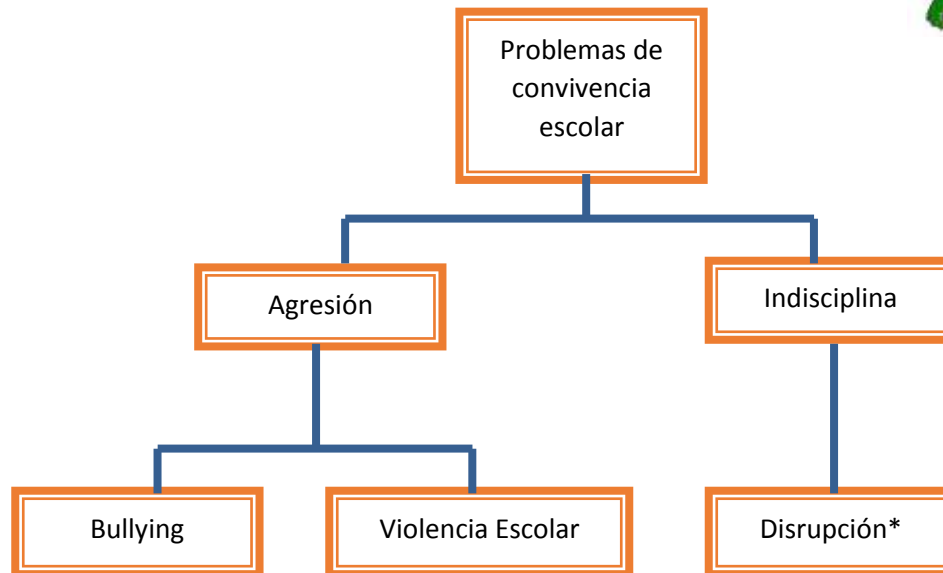 Problemas de
convivencia
escolar
Agresión
Indisciplina
Bullying
Violencia Escolar
Disrupción*